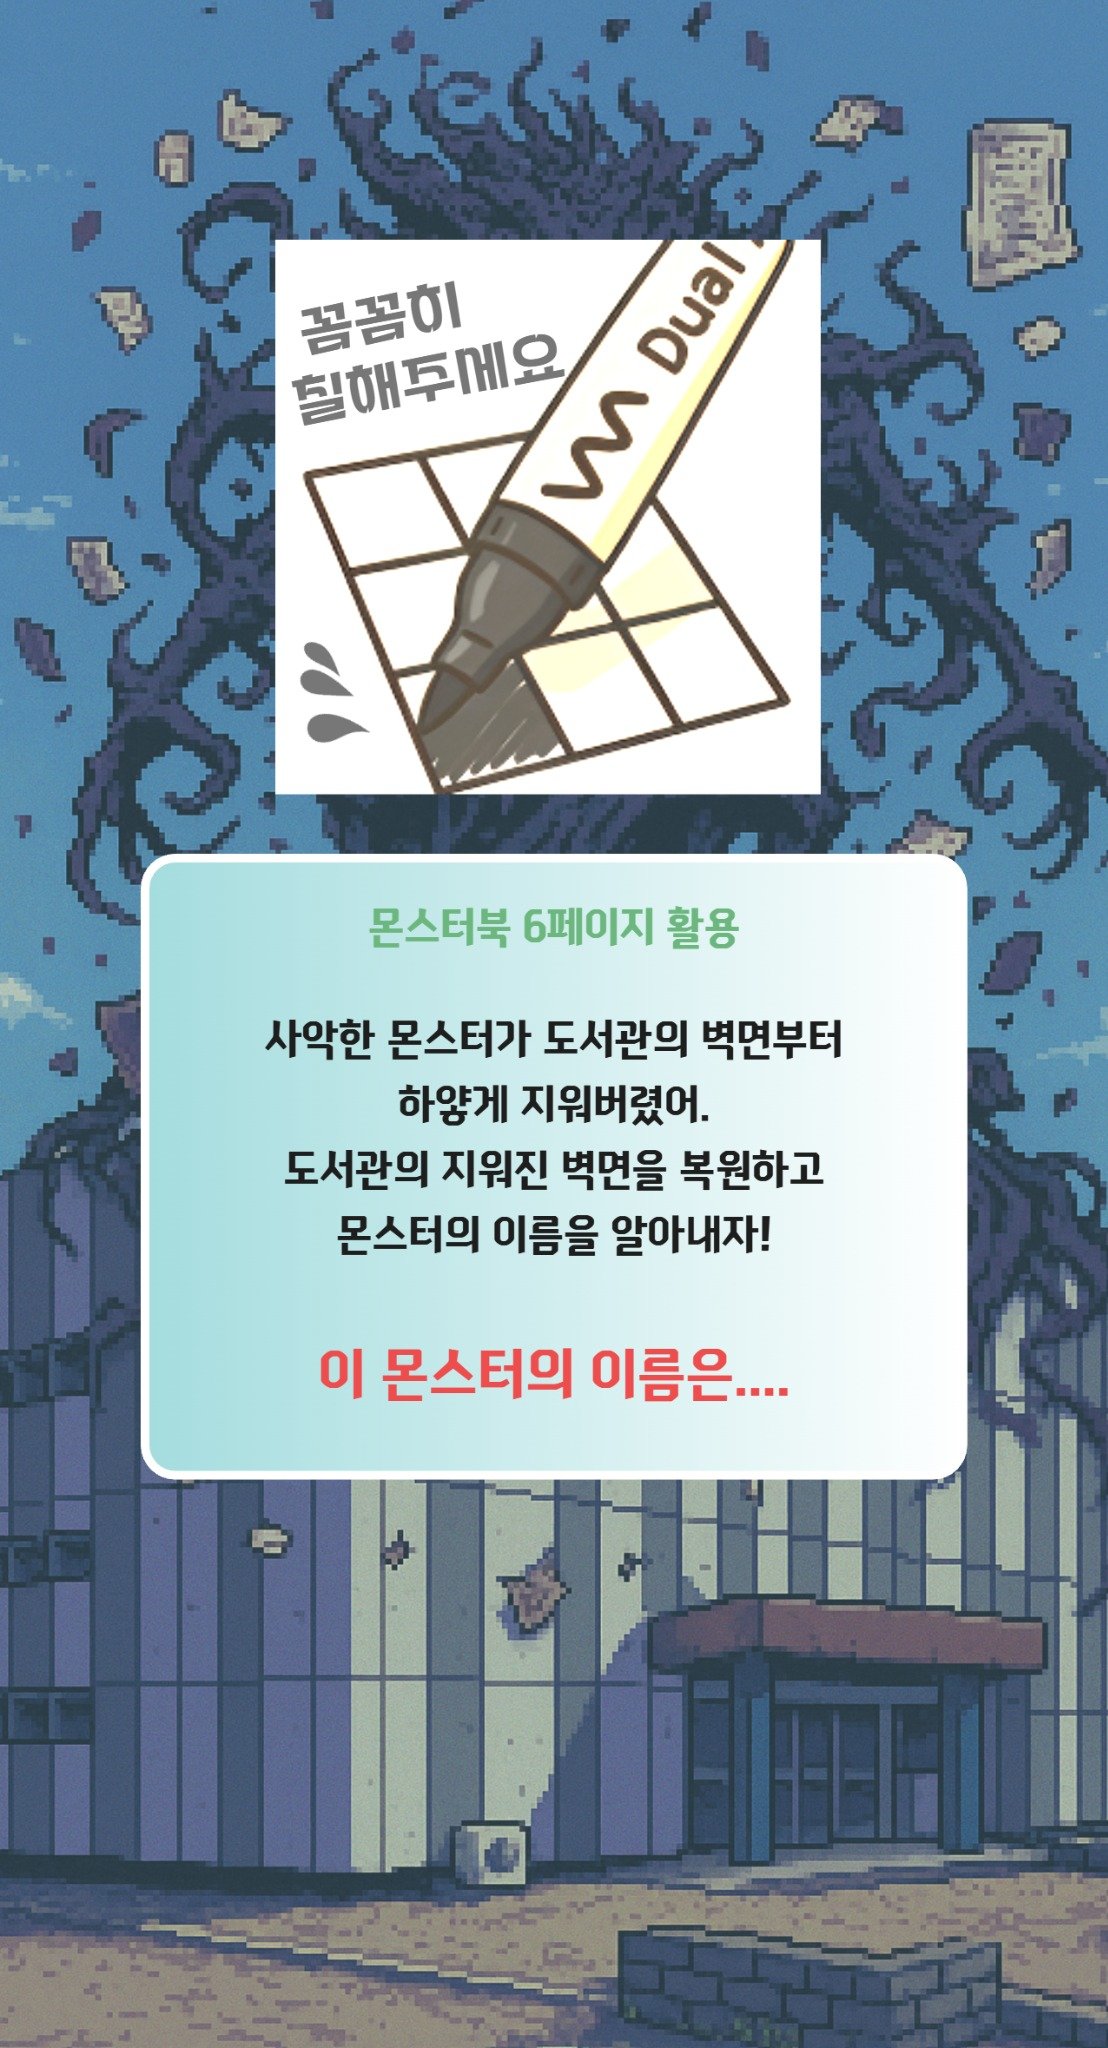 꼼꼼히
칠해주세요
Dual
몬스터북 6페이지 활용
사악한 몬스터가 도서관의 벽면부터
하얗게 지워버렸어.
도서관의 지워진 벽면을 복원하고
몬스터의 이름을 알아내자!
이 몬스터의 이름은....